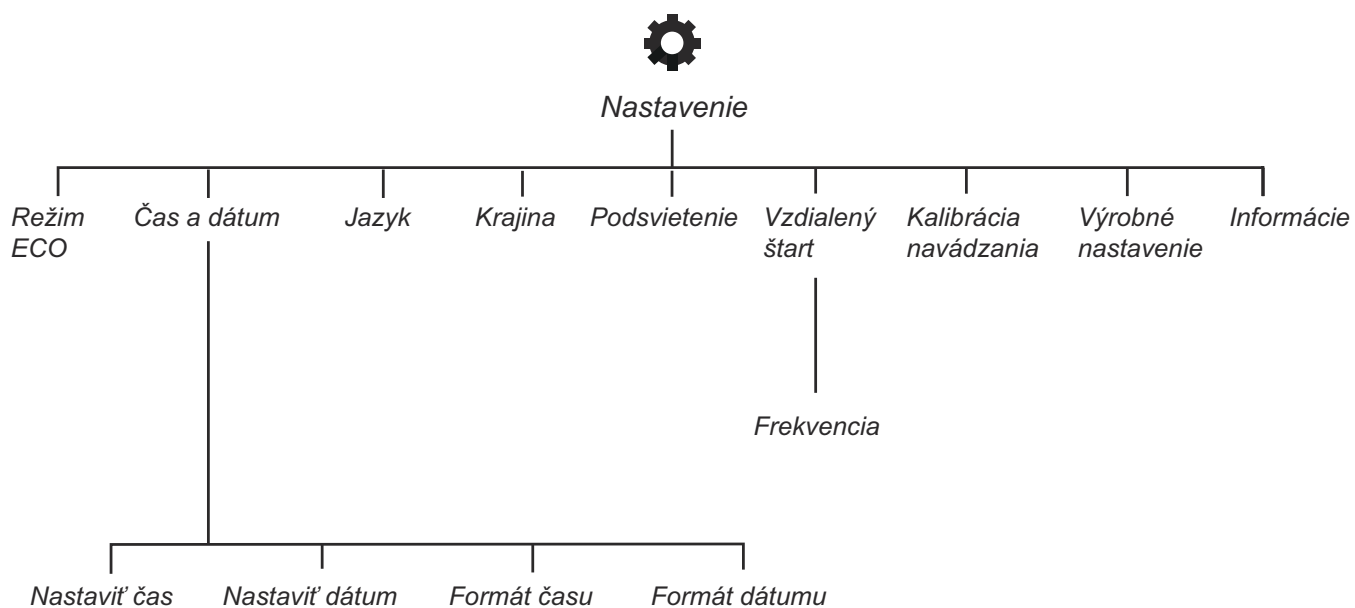 Nastavenie
Režim
ECO
Čas a dátum
Jazyk
Krajina
Podsvietenie
Vzdialený
štart
Kalibrácia
navádzania
Výrobné
nastavenie
Informácie
Frekvencia
Nastaviť čas
Nastaviť dátum
Formát času
Formát dátumu